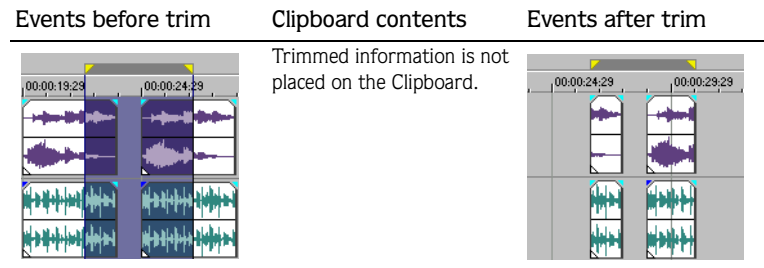 Events before trim Clipboard contents Events after trim
Trimmed information is not
placed on the Clipboard.
00:00:19:29 00:00:24:29
00:00:24:29 00:00:29:29